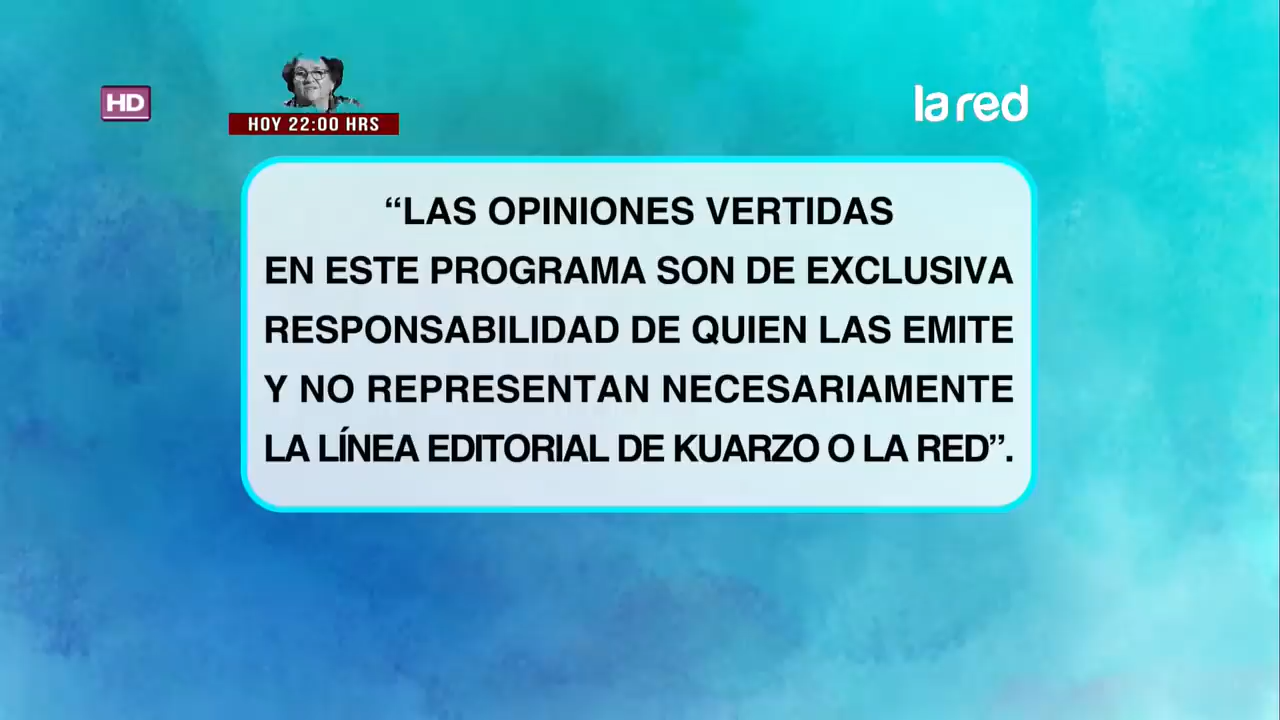 HD
HOY 22:00 HRS
la red
“LAS OPINIONES VERTIDAS
EN ESTE PROGRAMA SON DE EXCLUSIVA
RESPONSABILIDAD DE QUIEN LAS EMITE
Y NO REPRESENTAN NECESARIAMENTE
LA LÍNEA EDITORIAL DE KUARZO O LA RED”.